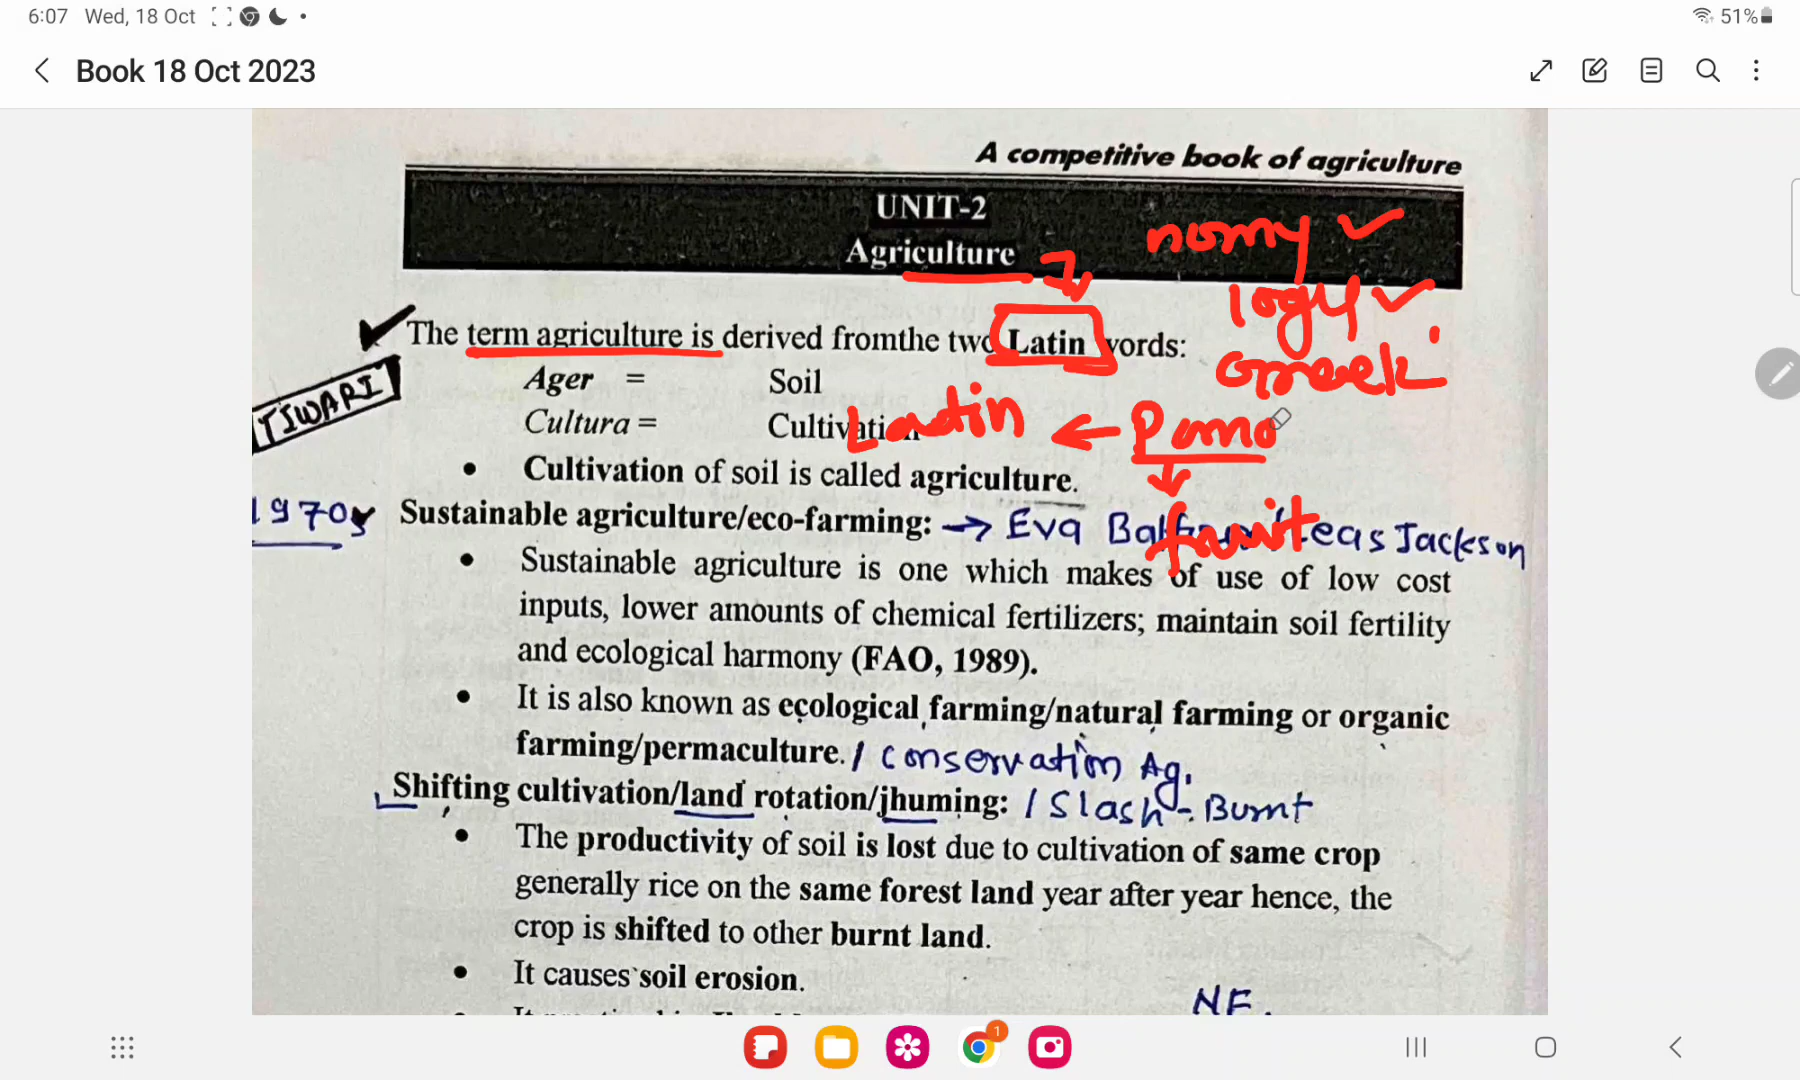 6:07 Wed, 18 Oct 51%
Book 18 Oct 2023
A competitive book of agriculture
UNIT-2
Agriculture
nomy
logy
Greek
The term agriculture is derived fromthe two Latin words:
TIWARI
Ager = Soil
Cultura = Cultivation
Latin ← Pomo
Cultivation of soil is called agriculture.
fruit
1970s Sustainable agriculture/eco-farming: → Eva Jackson
Sustainable agriculture is one which makes of use of low cost
inputs, lower amounts of chemical fertilizers; maintain soil fertility
and ecological harmony (FAO, 1989).
It is also known as ecological farming/natural farming or organic
farming/permaculture. / Conservation Ag.
Shifting cultivation/land rotation/jhuming: / Slash-Burnt
The productivity of soil is lost due to cultivation of same crop
generally rice on the same forest land year after year hence, the
crop is shifted to other burnt land.
It causes soil erosion.
NE.
1